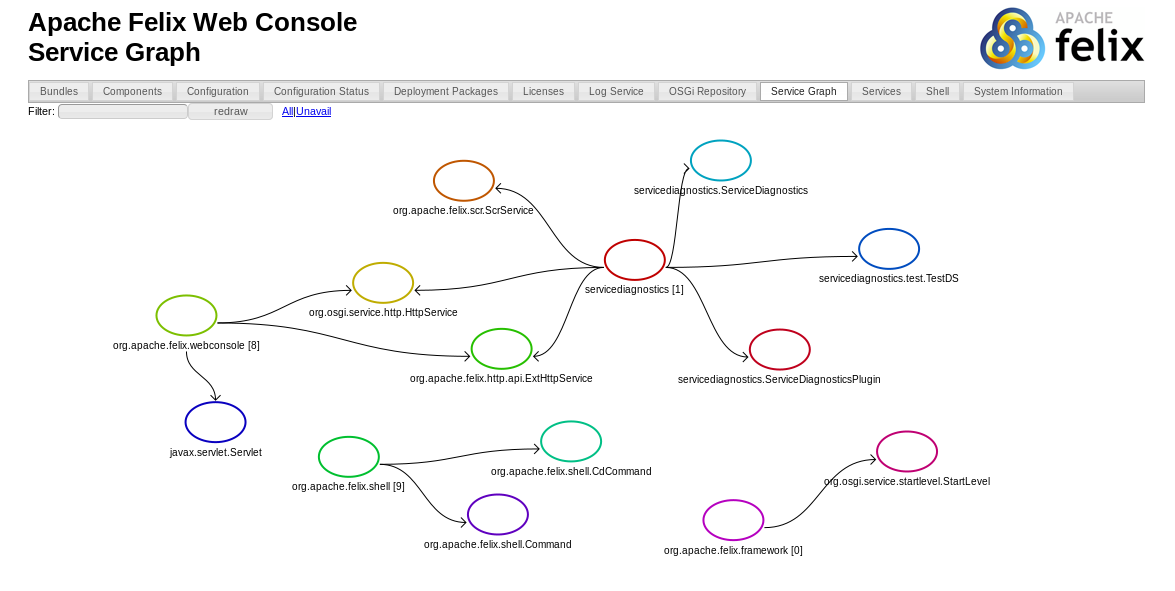 Apache Felix Web Console
Service Graph
APACHE
felix
Bundles Components Configuration Configuration Status Deployment Packages Licenses Log Service OSGi Repository Service Graph Services Shell System Information
Filter: redraw All|Unavail
servicediagnostics.ServiceDiagnostics
org.apache.felix.scr.ScrService
servicediagnostics.test.TestDS
servicediagnostics [1]
org.osgi.service.http.HttpService
org.apache.felix.webconsole [8]
org.apache.felix.http.api.ExtHttpService
servicediagnostics.ServiceDiagnosticsPlugin
javax.servlet.Servlet
org.apache.felix.shell.CdCommand
org.osgi.service.startlevel.StartLevel
org.apache.felix.shell [9]
org.apache.felix.shell.Command
org.apache.felix.framework [0]